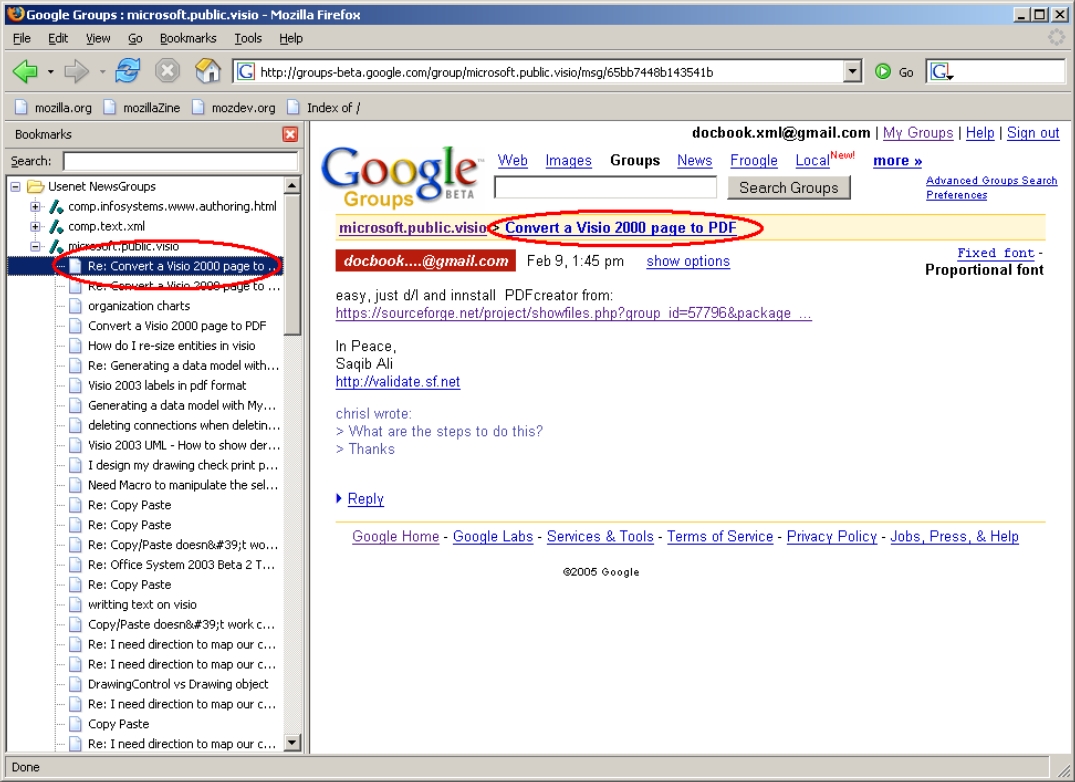 Google Groups : microsoft.public.visio - Mozilla Firefox
File Edit View Go Bookmarks Tools Help
http://groups-beta.google.com/group/microsoft.public.visio/msg/65bb7448b143541b Go G
mozilla.org mozillaZine mozdev.org Index of /
Bookmarks
Search:
Usenet NewsGroups
comp.infosystems.www.authoring.html
comp.text.xml
microsoft.public.visio
Re: Convert a Visio 2000 page to ...
Re: Convert a Visio 2000 page to ...
organization charts
Convert a Visio 2000 page to PDF
How do I re-size entities in visio
Re: Generating a data model with...
Visio 2003 labels in pdf format
Generating a data model with My...
deleting connections when deletin...
Visio 2003 UML - How to show der...
I design my drawing check print p...
Need Macro to manipulate the sel...
Re: Copy Paste
Re: Copy Paste
Re: Copy/Paste doesn&#39;t wo...
Re: Office System 2003 Beta 2 T...
Re: Copy Paste
writting text on visio
Copy/Paste doesn&#39;t work c...
Re: I need direction to map our c...
Re: I need direction to map our c...
DrawingControl vs Drawing object
Re: I need direction to map our c...
Copy Paste
Re: I need direction to map our c...
docbook.xml@gmail.com | My Groups | Help | Sign out
Google Groups BETA
Web Images Groups News Froogle Local New! more »
Search Groups
Advanced Groups Search
Preferences
microsoft.public.visio > Convert a Visio 2000 page to PDF
docbook....@gmail.com Feb 9, 1:45 pm show options
Fixed font -
Proportional font
easy, just d/l and innstall PDFcreator from:
https://sourceforge.net/project/showfiles.php?group_id=57796&package_...
In Peace,
Saqib Ali
http://validate.sf.net
chrisl wrote:
> What are the steps to do this?
> Thanks
Reply
Google Home - Google Labs - Services & Tools - Terms of Service - Privacy Policy - Jobs, Press, & Help
©2005 Google
Done